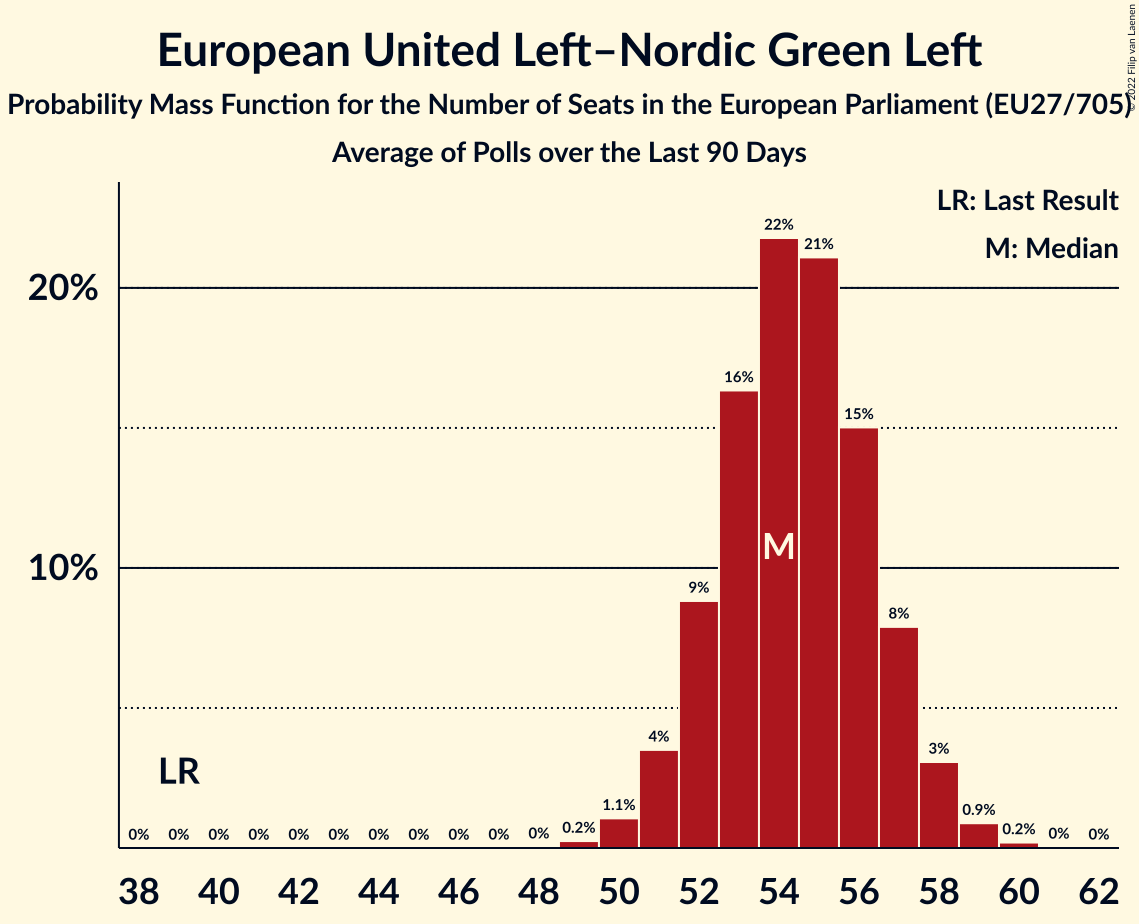 European United Left–Nordic Green Left
Probability Mass Function for the Number of Seats in the European Parliament (EU27/705)
Average of Polls over the Last 90 Days
© 2022 Filip van Laenen
LR: Last Result
M: Median
20%
10%
22%
21%
16%
15%
M
9%
8%
4%
3%
LR
0% 0% 0% 0% 0% 0% 0% 0% 0% 0% 0% 0.2% 1.1% 0.9% 0.2% 0% 0%
38 40 42 44 46 48 50 52 54 56 58 60 62